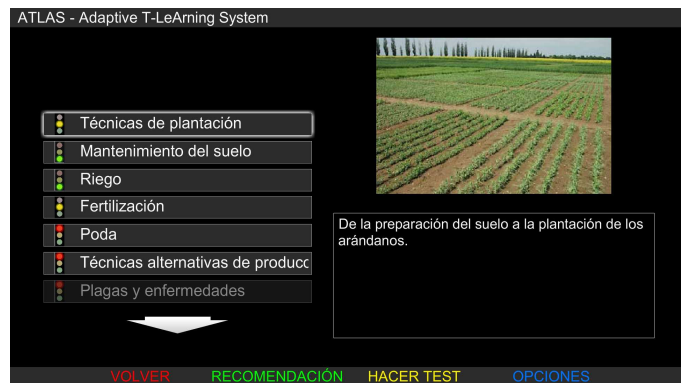 ATLAS - Adaptive T-LeArning System
Técnicas de plantación
Mantenimiento del suelo
Riego
Fertilización
Poda
Técnicas alternativas de producc
Plagas y enfermedades
De la preparación del suelo a la plantación de los
arándanos.
VOLVER RECOMENDACIÓN HACER TEST OPCIONES